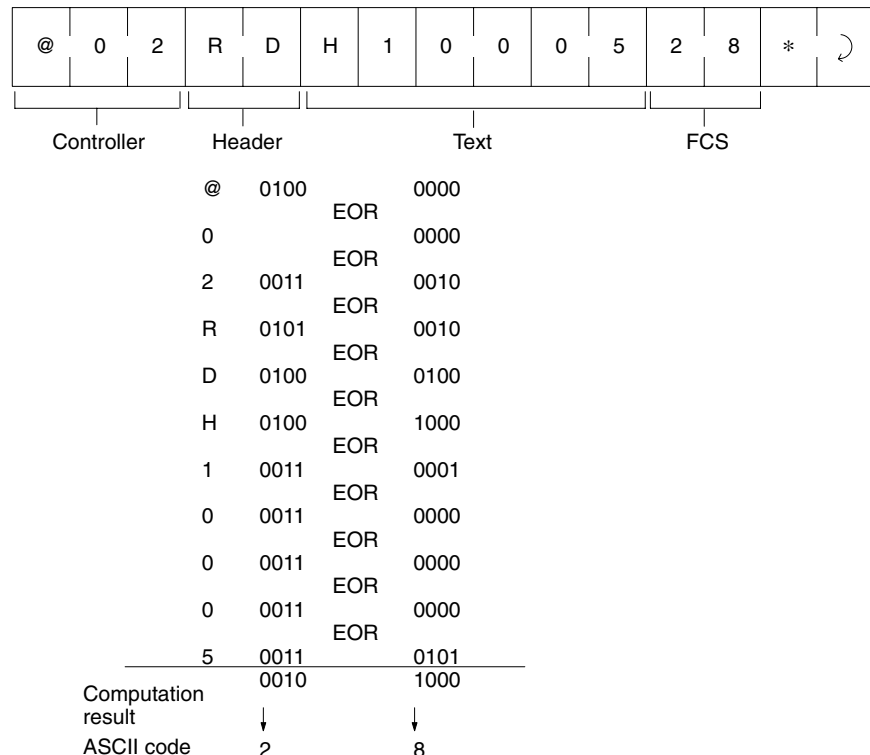 @ 0 2 R D H 1 0 0 0 5 2 8 *
Controller Header Text FCS
@ 0100 0000
EOR
0 0000
EOR
2 0011 0010
EOR
R 0101 0010
EOR
D 0100 0100
EOR
H 0100 1000
EOR
1 0011 0001
EOR
0 0011 0000
EOR
0 0011 0000
EOR
0 0011 0000
EOR
5 0011 0101
0010 1000
Computation
result
ASCII code 2 8